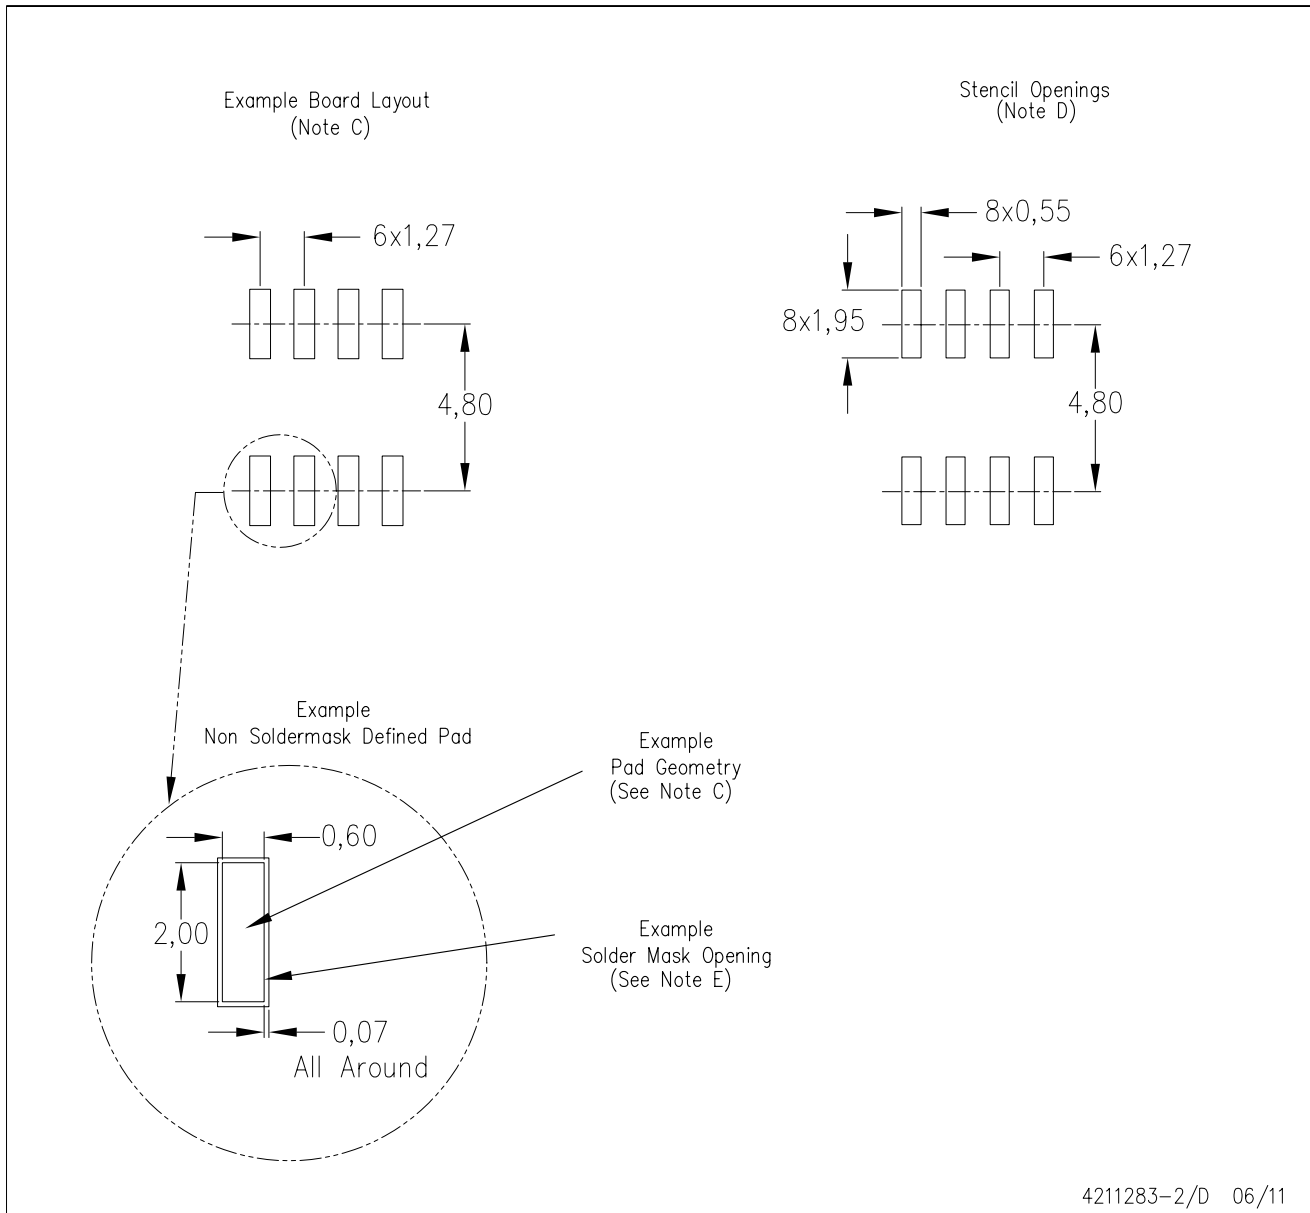 Example Board Layout
(Note C)
Stencil Openings
(Note D)
6x1,27
4,80
8x0,55
6x1,27
8x1,95
4,80
Example
Non Soldermask Defined Pad
Example
Pad Geometry
(See Note C)
0,60
2,00
Example
Solder Mask Opening
(See Note E)
0,07
All Around
4211283-2/D 06/11